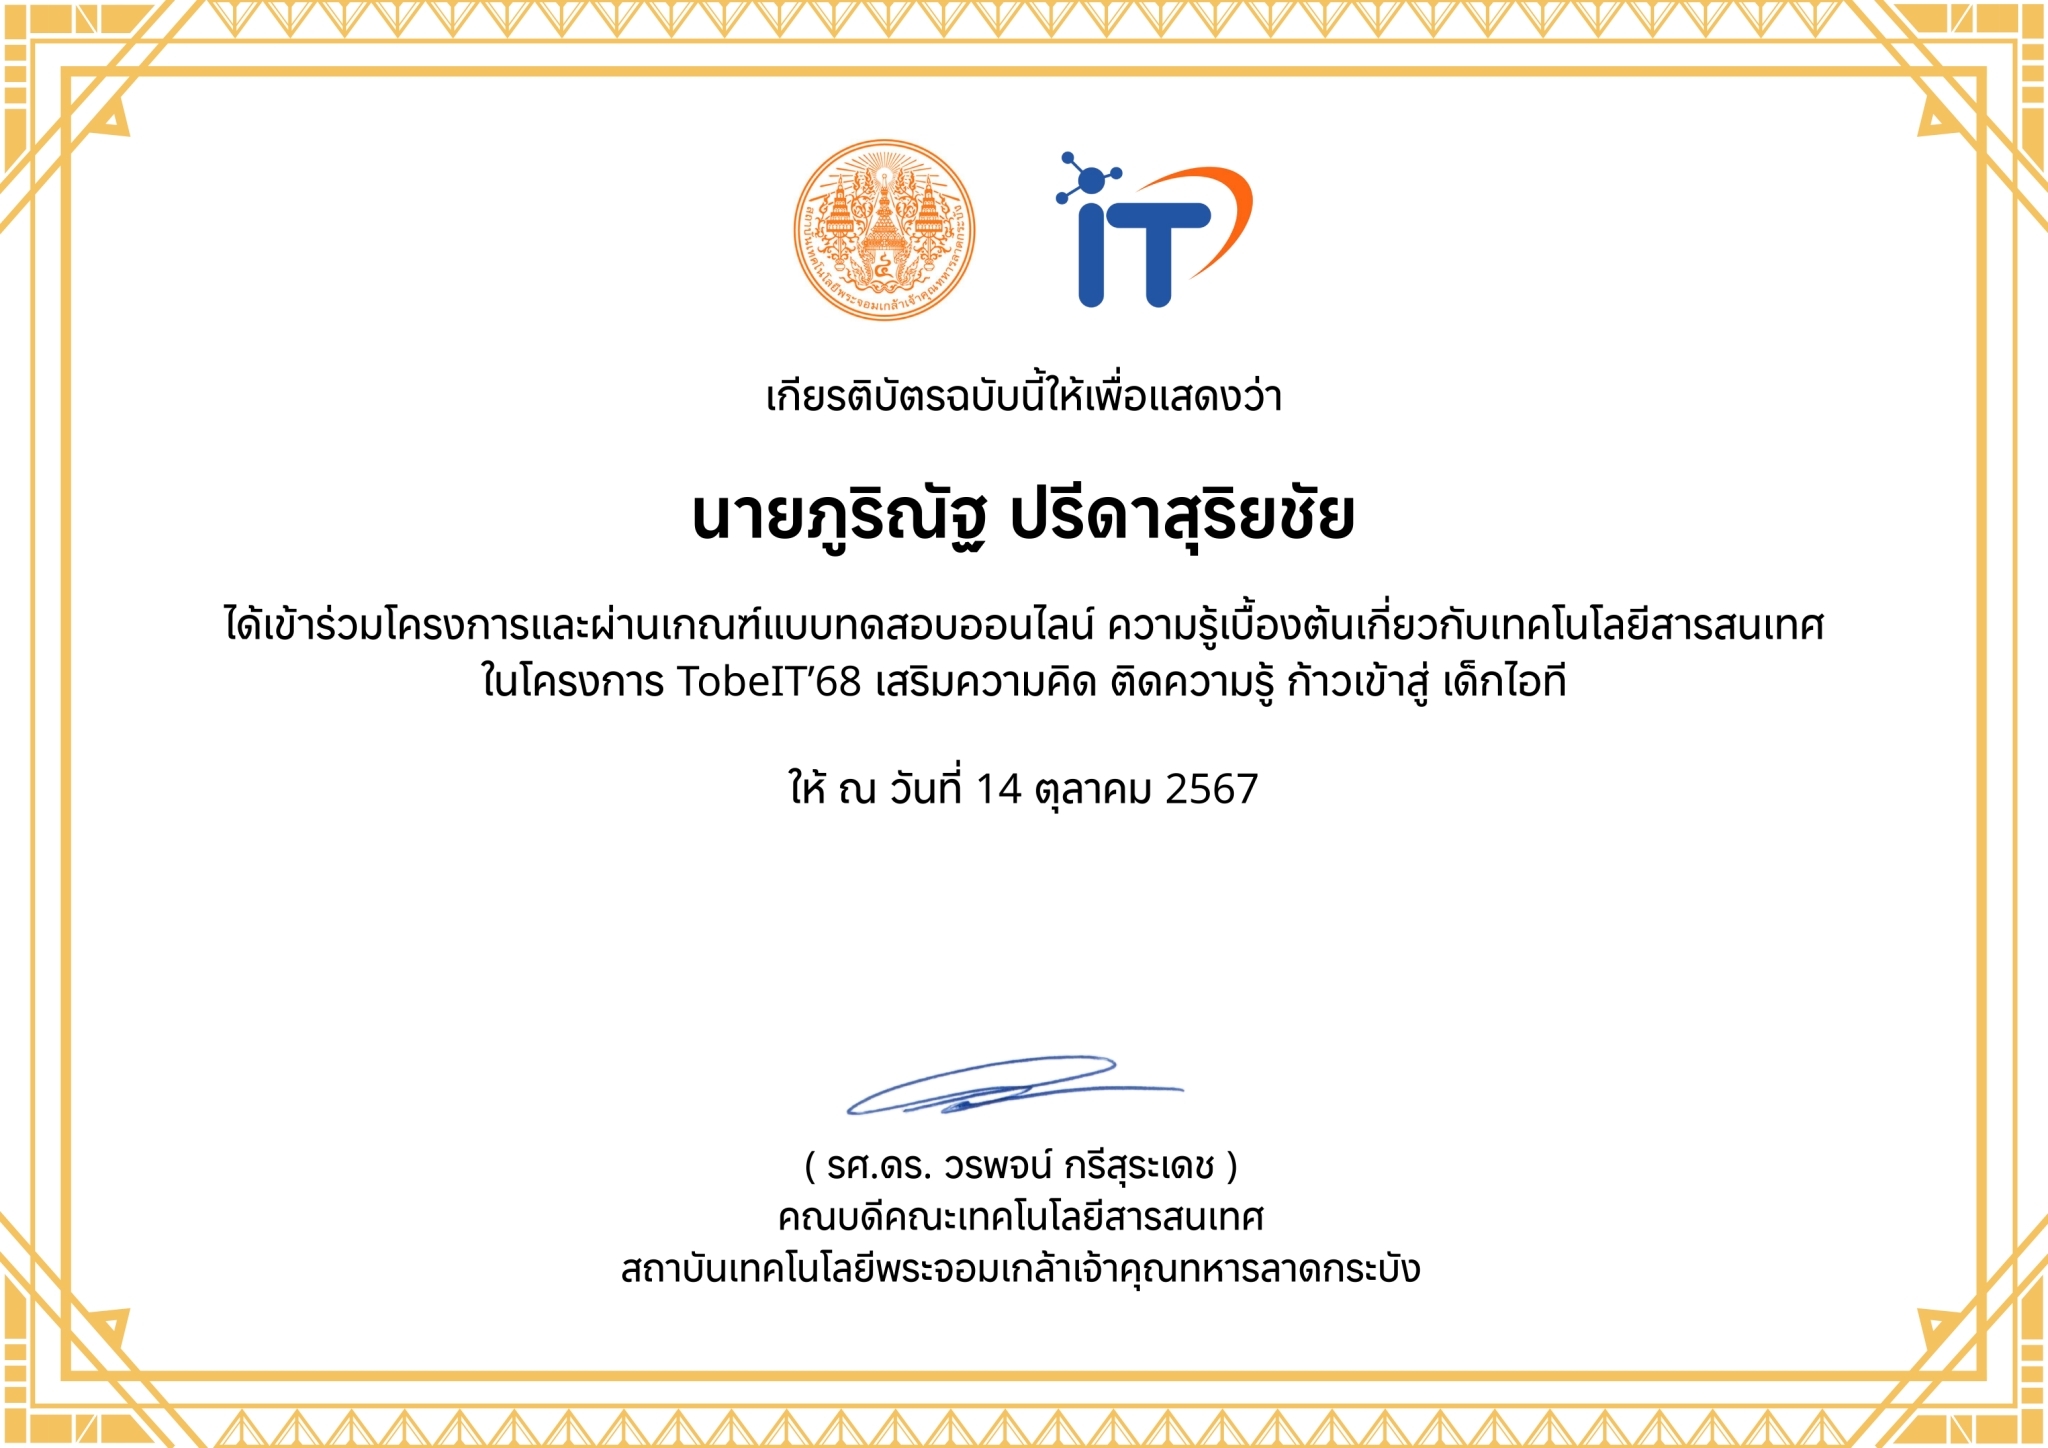 สถาบันเทคโนโลยีพระจอมเกล้าเจ้าคุณทหารลาดกระบัง
IT
เกียรติบัตรฉบับนี้ให้เพื่อแสดงว่า
นายภูริณัฐ ปรีดาสุริยชัย
ได้เข้าร่วมโครงการและผ่านเกณฑ์แบบทดสอบออนไลน์ ความรู้เบื้องต้นเกี่ยวกับเทคโนโลยีสารสนเทศ
ในโครงการ TobeIT’68 เสริมความคิด ติดความรู้ ก้าวเข้าสู่ เด็กไอที
ให้ ณ วันที่ 14 ตุลาคม 2567
( รศ.ดร. วรพจน์ กรีสุระเดช )
คณบดีคณะเทคโนโลยีสารสนเทศ
สถาบันเทคโนโลยีพระจอมเกล้าเจ้าคุณทหารลาดกระบัง